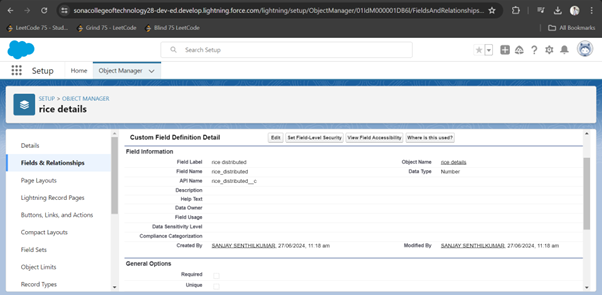 sonacollegeoftechnology28-dev-ed.develop.lightning.force.com/lightning/setup/ObjectManager/01IdM000001D86l/FieldsAndRelationships...
LeetCode 75 - Stud... Grind 75 - LeetCode Blind 75 LeetCode All Bookmarks
Search Setup
Setup Home Object Manager
SETUP > OBJECT MANAGER
rice details
Details
Fields & Relationships
Page Layouts
Lightning Record Pages
Buttons, Links, and Actions
Compact Layouts
Field Sets
Object Limits
Record Types
Custom Field Definition Detail Edit Set Field-Level Security View Field Accessibility Where is this used?
Field Information
Field Label rice distributed Object Name rice details
Field Name rice_distributed Data Type Number
API Name rice_distributed__c
Description
Help Text
Data Owner
Field Usage
Data Sensitivity Level
Compliance Categorization
Created By SANJAY SENTHILKUMAR, 27/06/2024, 11:18 am Modified By SANJAY SENTHILKUMAR, 27/06/2024, 11:18 am
General Options
Required
Unique